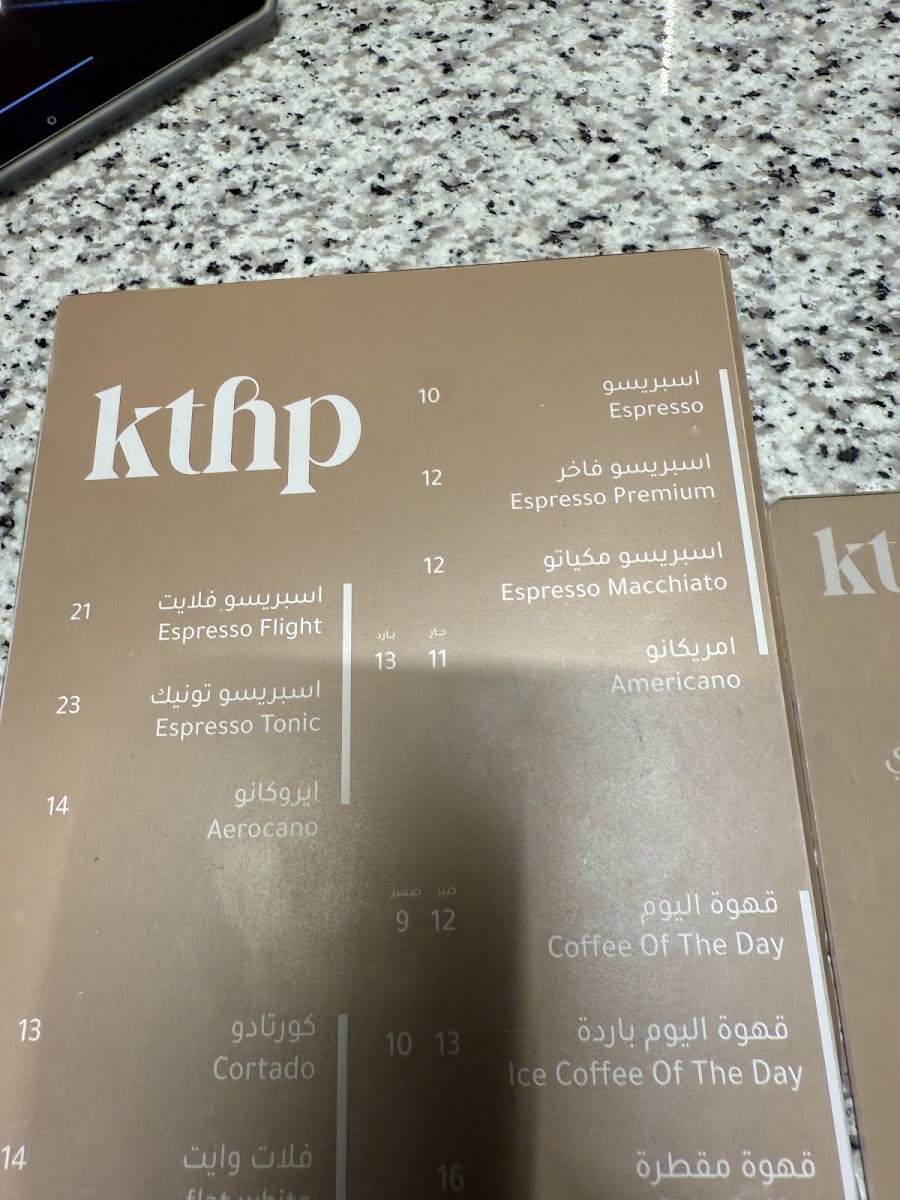 kthp
اسبريسو
Espresso
10
اسبريسو فاخر
Espresso Premium
12
اسبريسو مكياتو
Espresso Macchiato
12
امريكانو
Americano
حار بارد
11 13
قهوة اليوم
Coffee Of The Day
كبير صغير
12 9
قهوة اليوم باردة
Ice Coffee Of The Day
13 10
قهوة مقطرة
16
اسبريسو فلايت
Espresso Flight
21
اسبريسو تونيك
Espresso Tonic
23
ايروكانو
Aerocano
14
كورتادو
Cortado
13
فلات وايت
flat white
14
kt